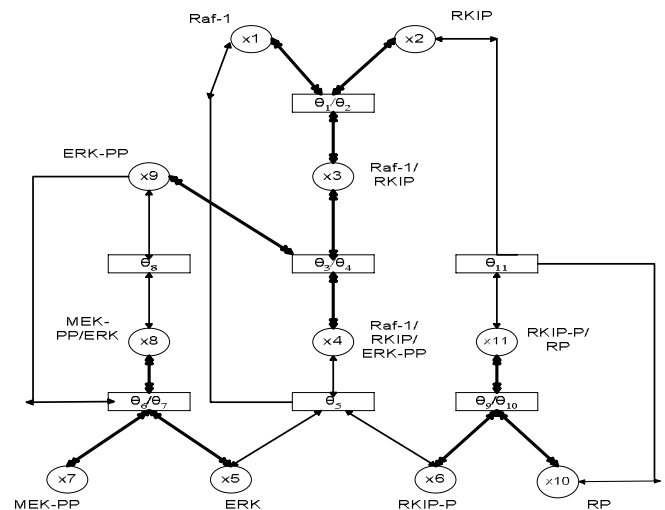 Raf-1
RKIP
x1
x2
θ1/θ2
ERK-PP
x9
x3
Raf-1/
RKIP
θ8
θ3/θ4
θ11
MEK-
PP/ERK
x8
x4
Raf-1/
RKIP/
ERK-PP
x11
RKIP-P/
RP
θ6/θ7
θ5
θ9/θ10
x7
x5
x6
x10
MEK-PP
ERK
RKIP-P
RP